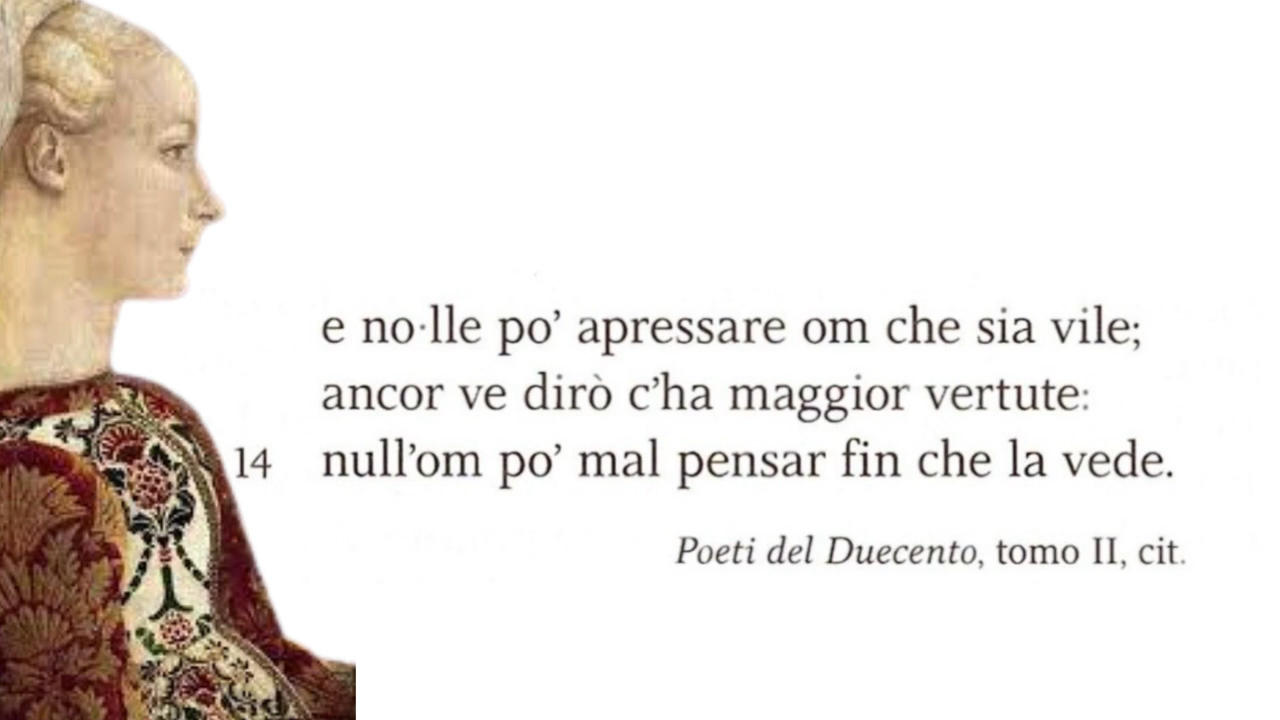 e no·lle po’ apressare om che sia vile;
ancor ve dirò c’ha maggior vertute:
14 null’om po’ mal pensar fin che la vede.
Poeti del Duecento, tomo II, cit.